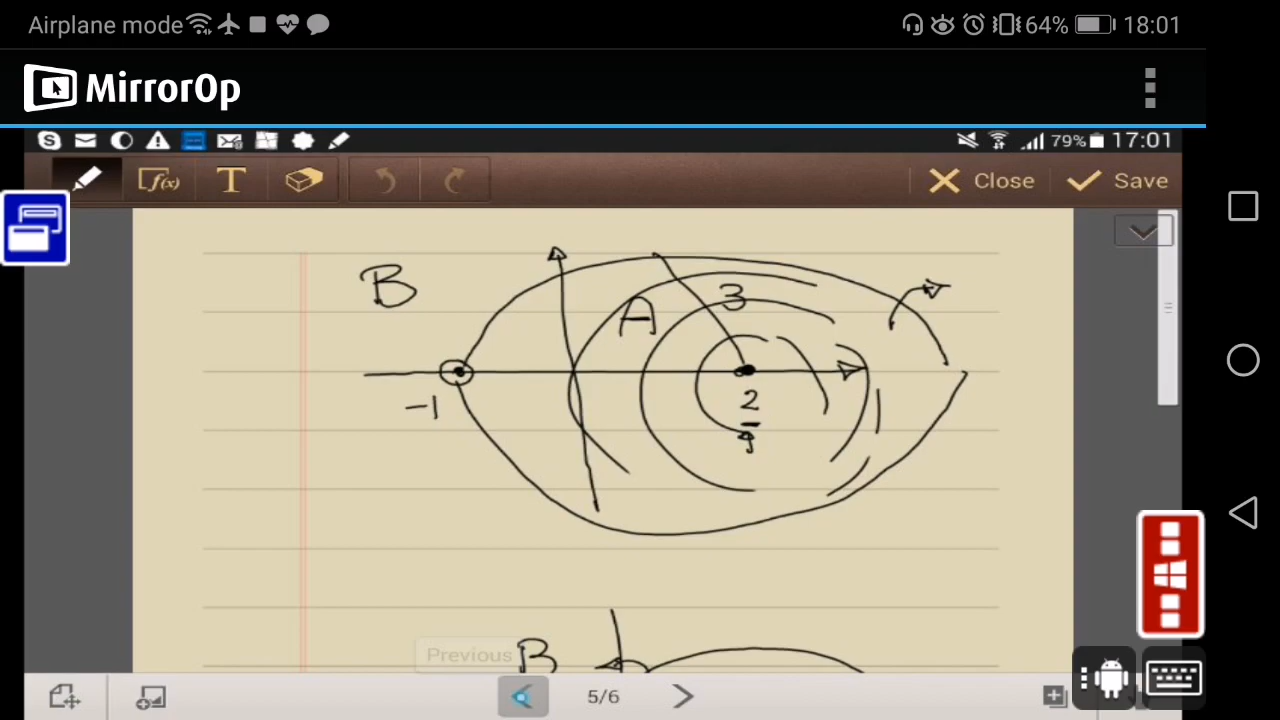 Airplane mode 64% 18:01
MirrorOp
79% 17:01
f(x) T Close Save
B
3
A
-1
2
Previous
B
5/6